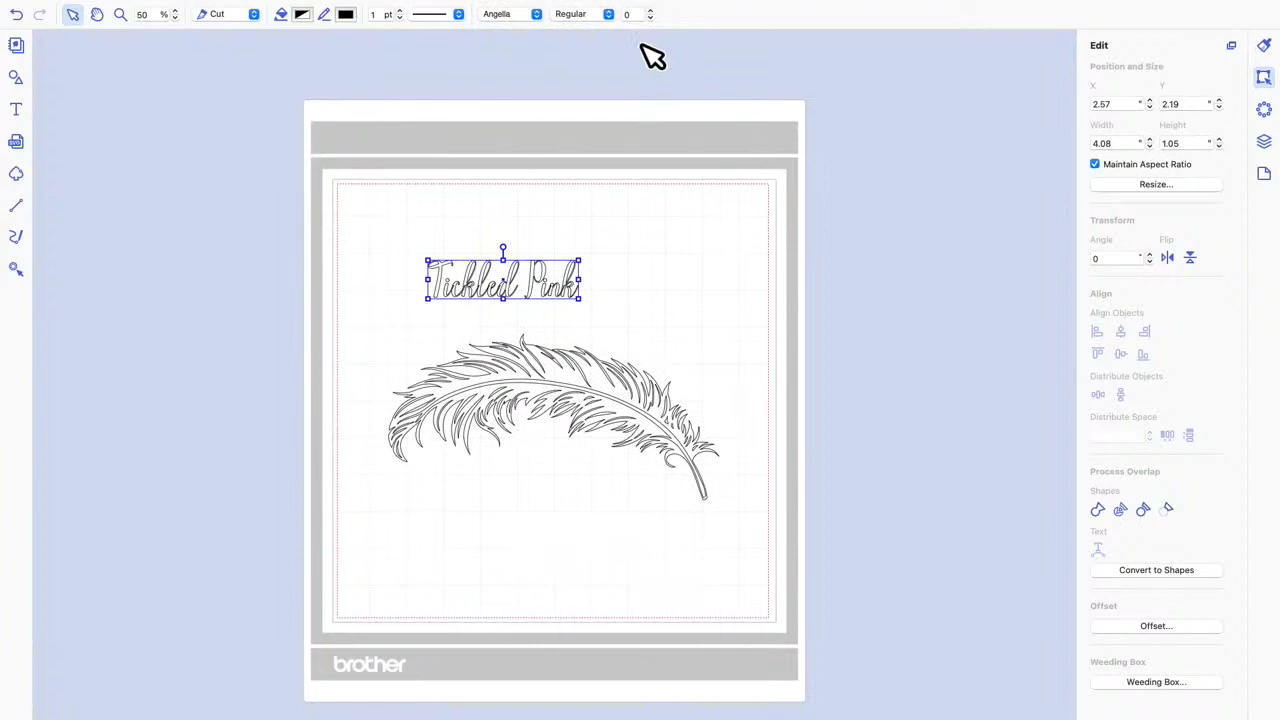 50 %
Cut
1 pt
Angella
Regular
0
Edit
Position and Size
X Y
2.57 " 2.19 "
Width Height
4.08 " 1.05 "
Maintain Aspect Ratio
Resize...
Transform
Angle Flip
0 °
Align
Align Objects
Distribute Objects
Distribute Space
Process Overlap
Shapes
Text
Convert to Shapes
Offset
Offset...
Weeding Box
Weeding Box...
Tickled Pink
brother